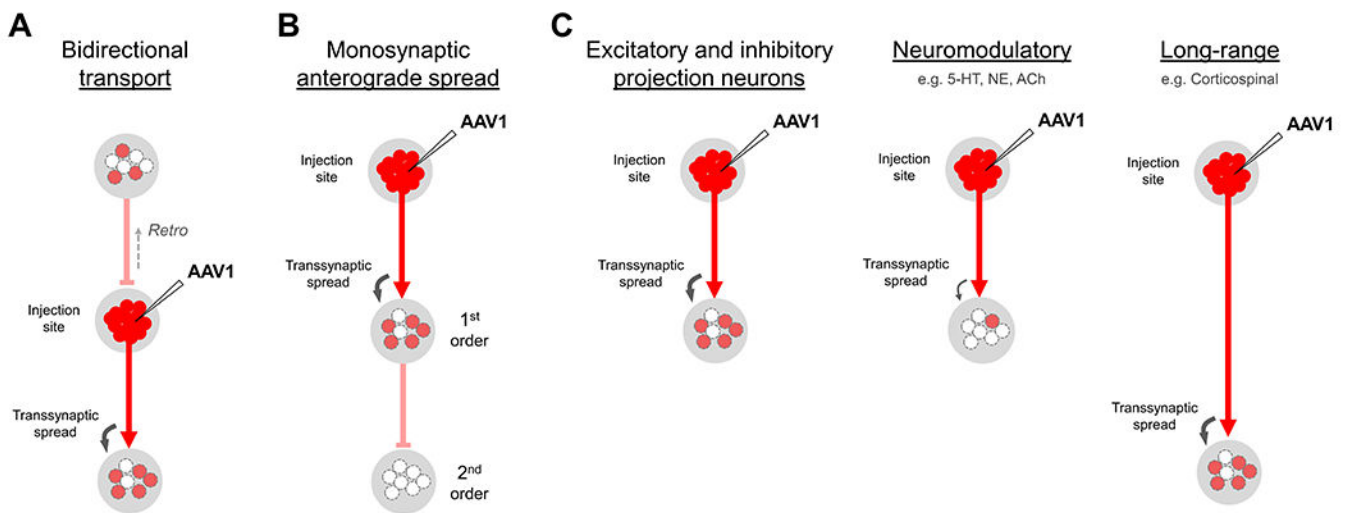 A
Bidirectional
transport
Retro
AAV1
Injection
site
Transsynaptic
spread
B
Monosynaptic
anterograde spread
AAV1
Injection
site
Transsynaptic
spread
1st
order
2nd
order
C
Excitatory and inhibitory
projection neurons
AAV1
Injection
site
Transsynaptic
spread
Neuromodulatory
e.g. 5-HT, NE, ACh
AAV1
Injection
site
Transsynaptic
spread
Long-range
e.g. Corticospinal
AAV1
Injection
site
Transsynaptic
spread